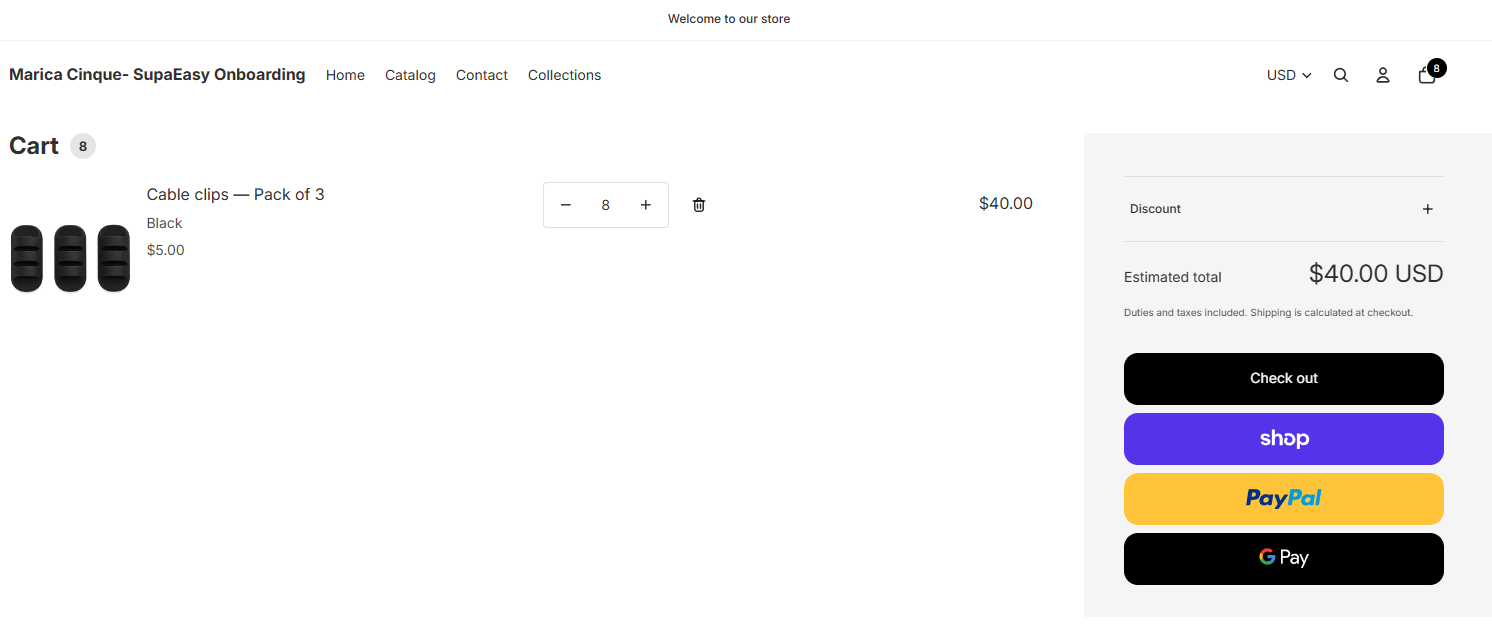 Welcome to our store
Marica Cinque- SupaEasy Onboarding Home Catalog Contact Collections USD 8
Cart 8
Cable clips — Pack of 3
Black
$5.00
8
$40.00
Discount
Estimated total $40.00 USD
Duties and taxes included. Shipping is calculated at checkout.
Check out
shop
PayPal
G Pay